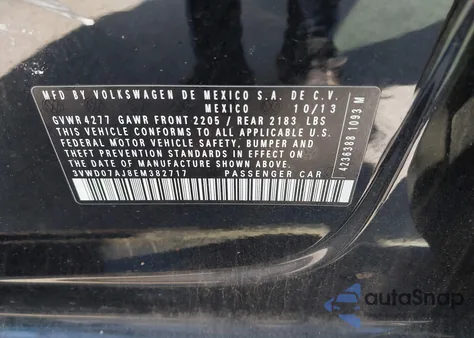 MFD BY VOLKSWAGEN DE MEXICO S.A. DE C.V.
MEXICO 10/13
GVWR4277 GAWR FRONT 2205 / REAR 2183 LBS
THIS VEHICLE CONFORMS TO ALL APPLICABLE U.S.
FEDERAL MOTOR VEHICLE SAFETY, BUMPER AND
THEFT PREVENTION STANDARDS IN EFFECT ON
THE DATE OF MANUFACTURE SHOWN ABOVE.
3VWD07AJ8EM382717 PASSENGER CAR
4236388 1093 M
autoSnap